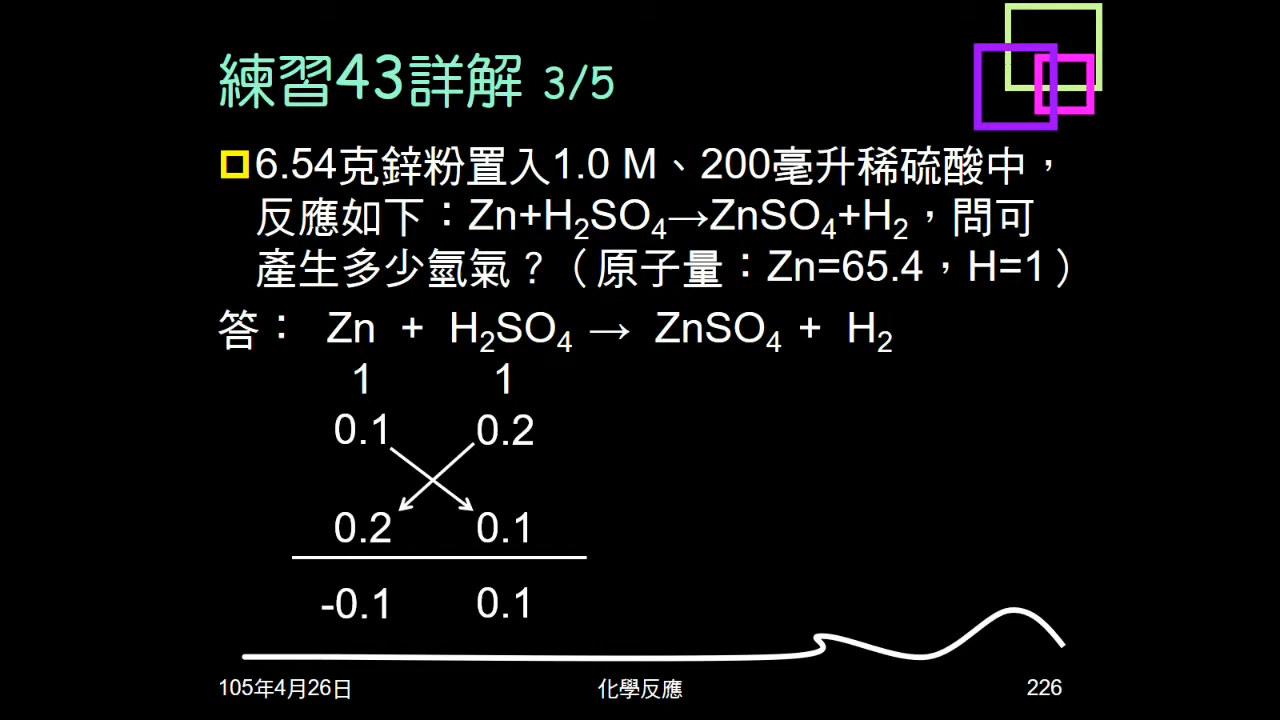 練習43詳解 3/5
6.54克鋅粉置入1.0 M、200毫升稀硫酸中，
反應如下：Zn+H₂SO₄→ZnSO₄+H₂，問可
產生多少氫氣？（原子量：Zn=65.4，H=1）
答： Zn + H₂SO₄ → ZnSO₄ + H₂
1 1
0.1 0.2
0.2 0.1
-0.1 0.1
105年4月26日 化學反應 226